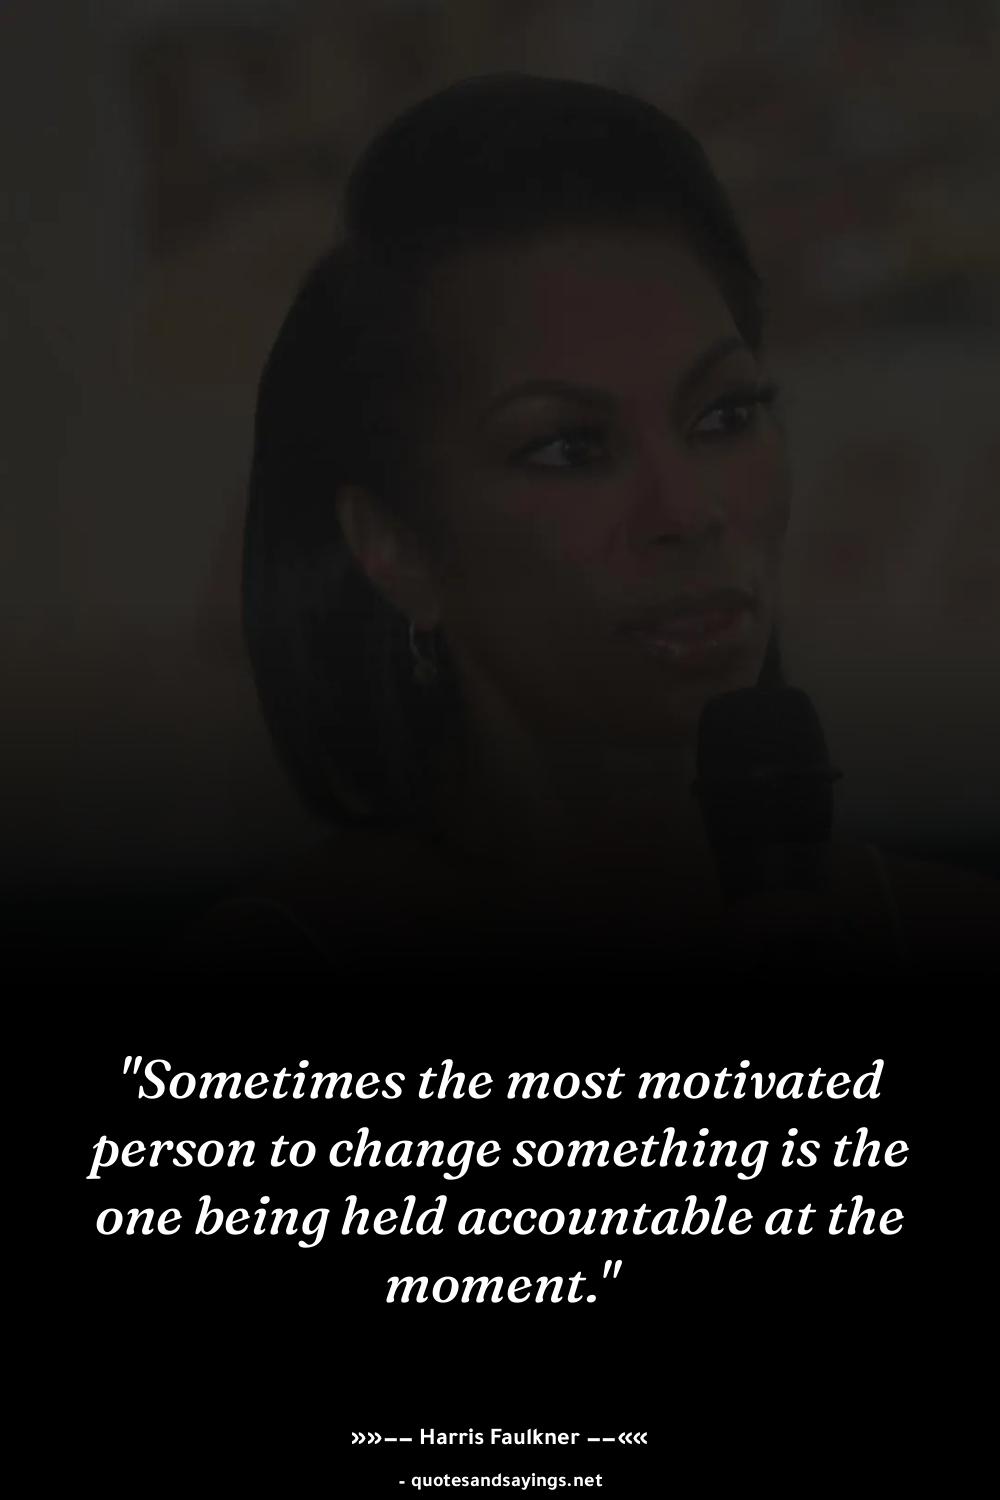 "Sometimes the most motivated
person to change something is the
one being held accountable at the
moment."
»»–– Harris Faulkner ––««
- quotesandsayings.net